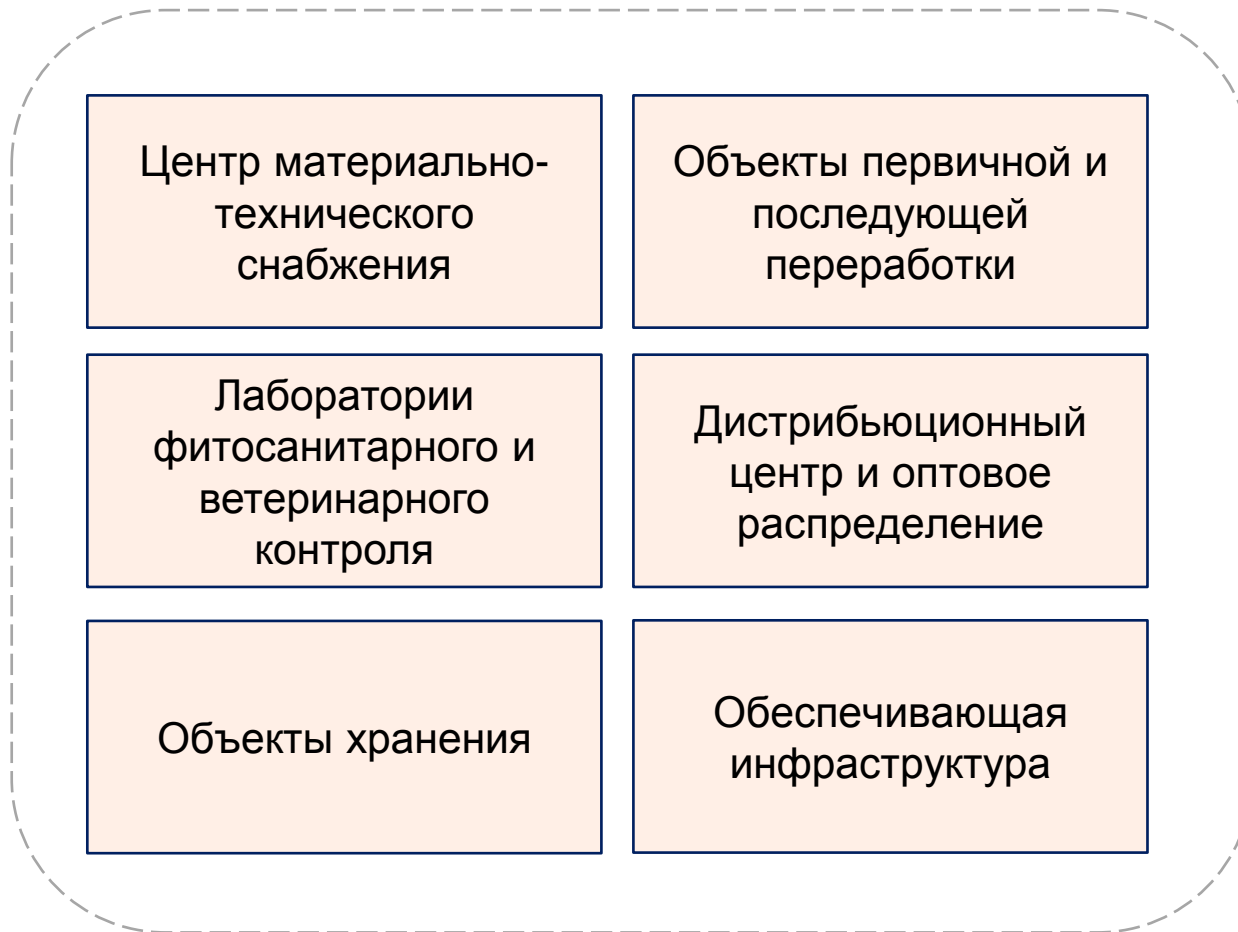 Центр материально-
технического
снабжения
Объекты первичной и
последующей
переработки
Лаборатории
фитосанитарного и
ветеринарного
контроля
Дистрибьюционный
центр и оптовое
распределение
Объекты хранения
Обеспечивающая
инфраструктура